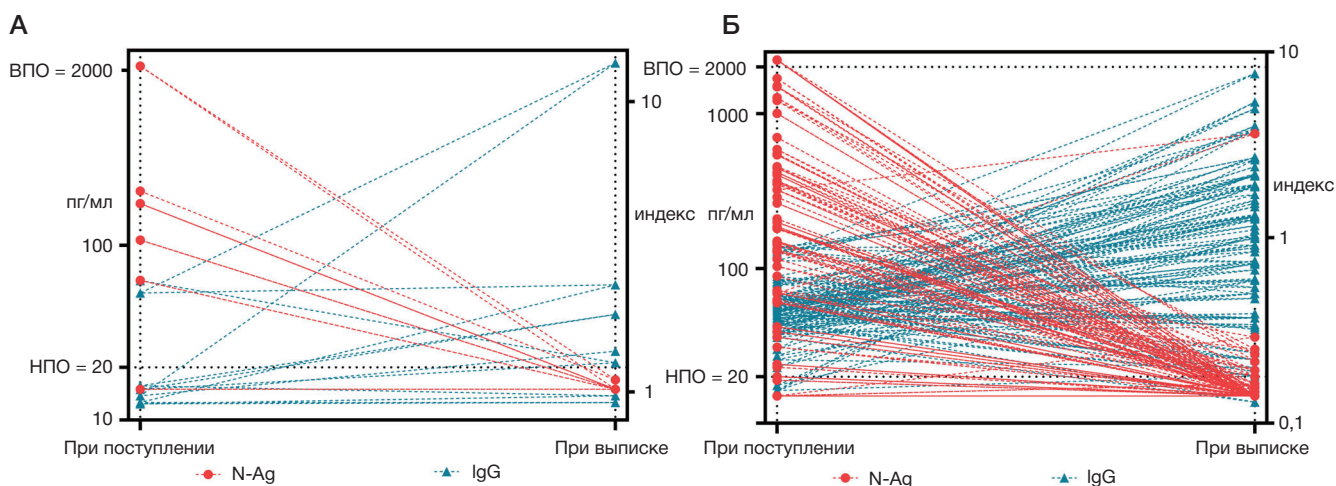 А
ВПО = 2000
пг/мл
100
НПО = 20
10
10
индекс
1
При поступлении
При выписке
N-Ag
IgG
Б
ВПО = 2000
1000
пг/мл
100
НПО = 20
10
индекс
1
0,1
При поступлении
При выписке
N-Ag
IgG